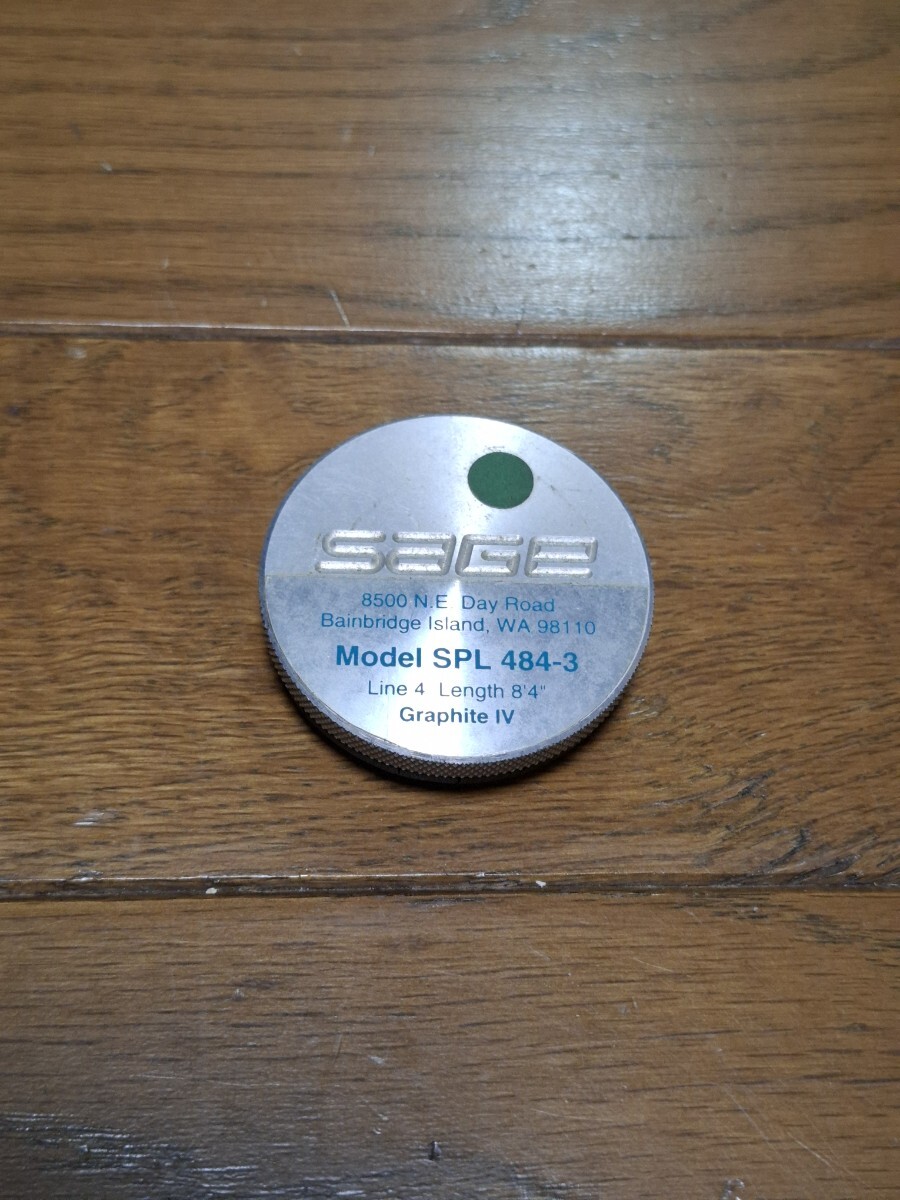 SAGE
8500 N.E. Day Road
Bainbridge Island, WA 98110
Model SPL 484-3
Line 4 Length 8'4"
Graphite IV